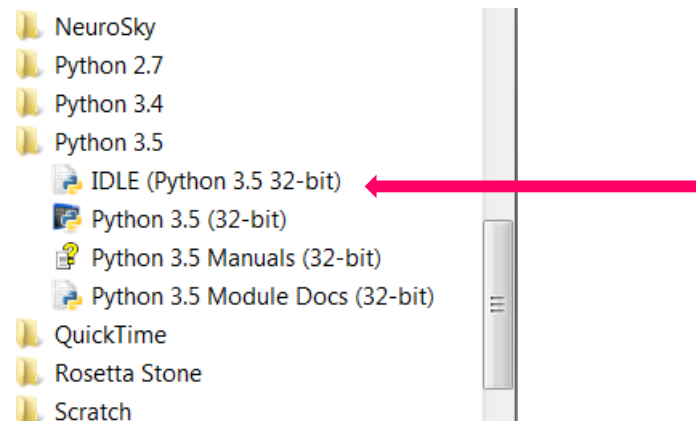 NeuroSky
Python 2.7
Python 3.4
Python 3.5
IDLE (Python 3.5 32-bit)
Python 3.5 (32-bit)
Python 3.5 Manuals (32-bit)
Python 3.5 Module Docs (32-bit)
QuickTime
Rosetta Stone
Scratch